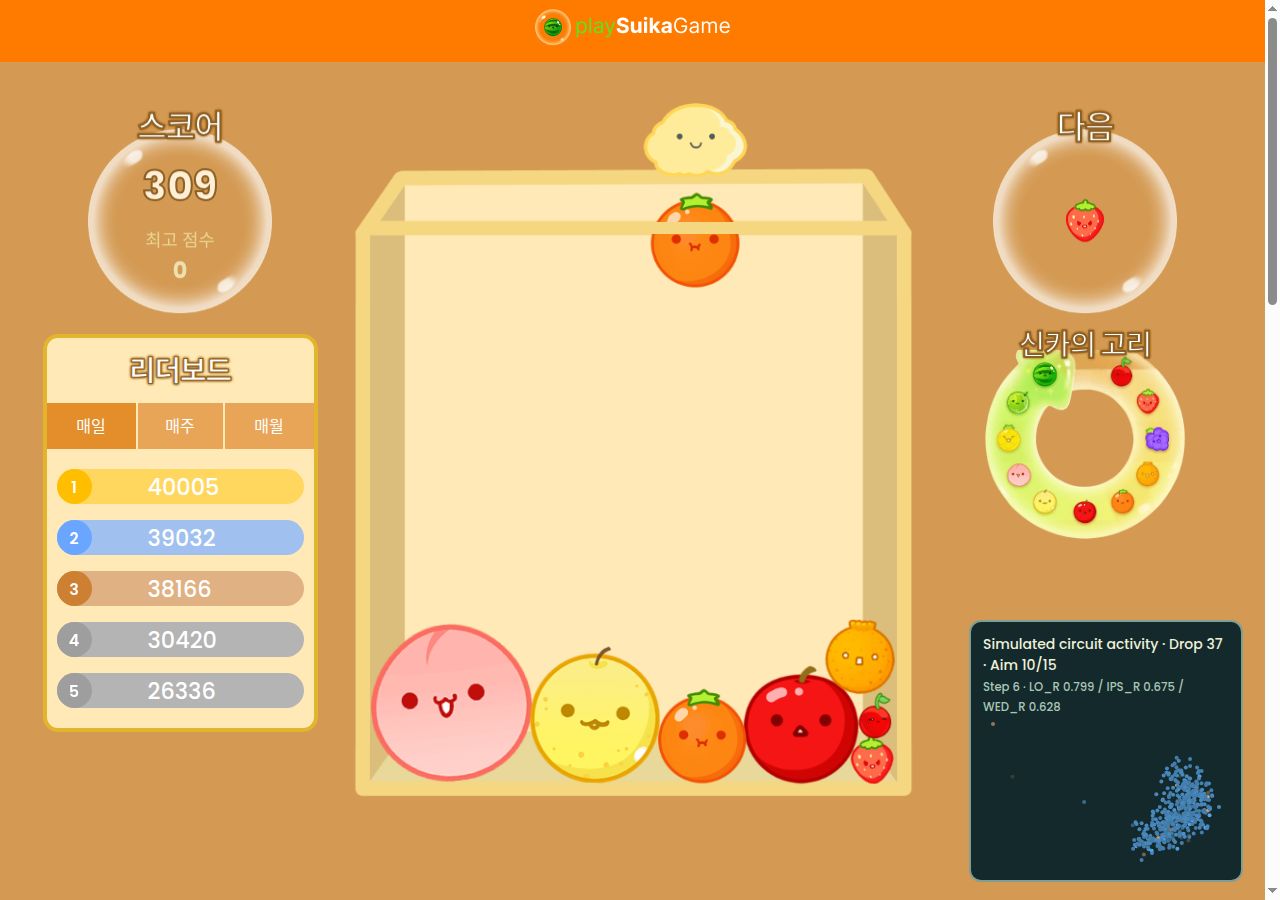 playSuikaGame
스코어
309
최고 점수
0
리더보드
매일 매주 매월
1 40005
2 39032
3 38166
4 30420
5 26336
다음
신카의 고리
Simulated circuit activity · Drop 37
· Aim 10/15
Step 6 · LO_R 0.799 / IPS_R 0.675 /
WED_R 0.628